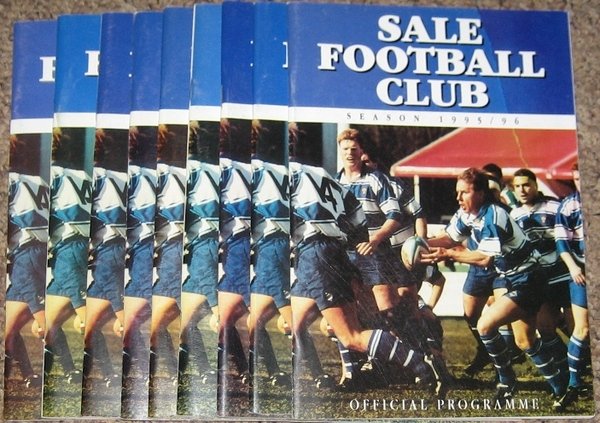 SALE
FOOTBALL
CLUB
SEASON 1995/96
OFFICIAL PROGRAMME